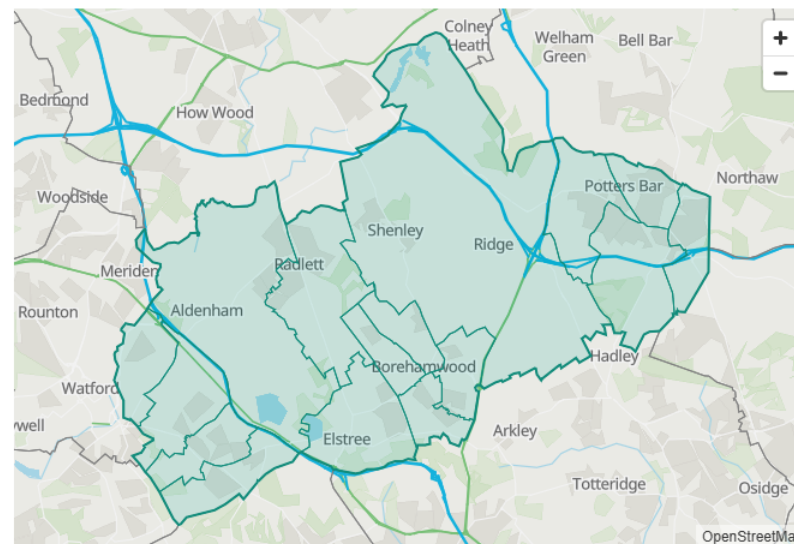 Colney
Heath
Welham
Green
Bell Bar
+
−
Bedmond
How Wood
Woodside
Potters Bar
Northaw
Shenley
Ridge
Radlett
Meriden
Aldenham
Rounton
Hadley
Borehamwood
Watford
ywell
Arkley
Elstree
Totteridge
Osidge
OpenStreetMa